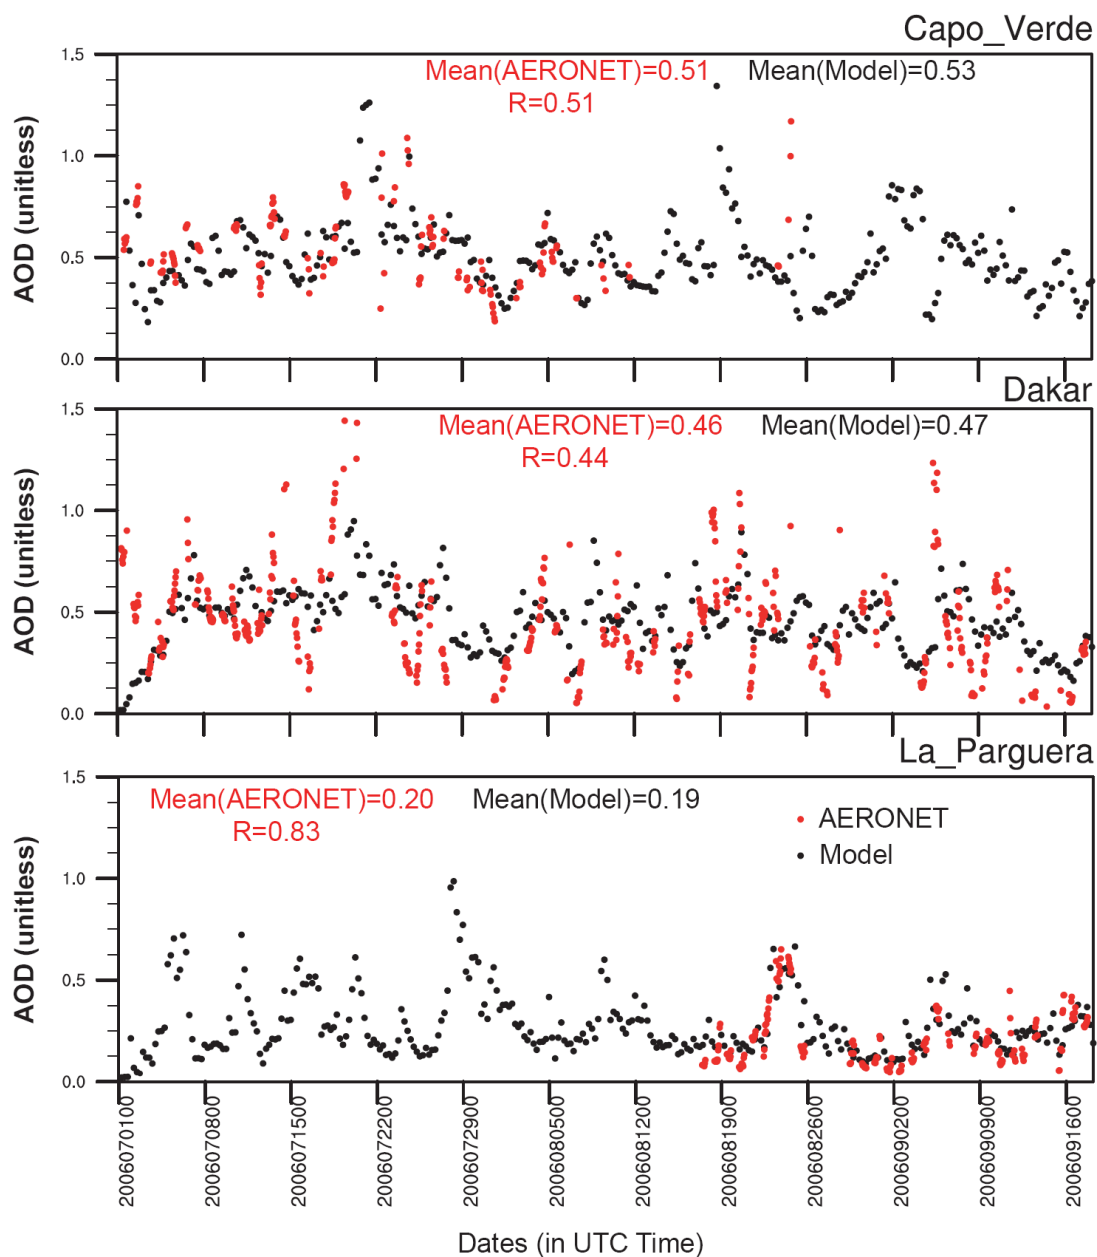 Capo_Verde
1.5
Mean(AERONET)=0.51 Mean(Model)=0.53
R=0.51
1.0
AOD (unitless)
0.5
0.0
Dakar
1.5
Mean(AERONET)=0.46 Mean(Model)=0.47
R=0.44
1.0
AOD (unitless)
0.5
0.0
La_Parguera
1.5
Mean(AERONET)=0.20 Mean(Model)=0.19
R=0.83
AERONET
Model
1.0
AOD (unitless)
0.5
0.0
2006070100
2006070800
2006071500
2006072200
2006072900
2006080500
2006081200
2006081900
2006082600
2006090200
2006090900
2006091600
Dates (in UTC Time)